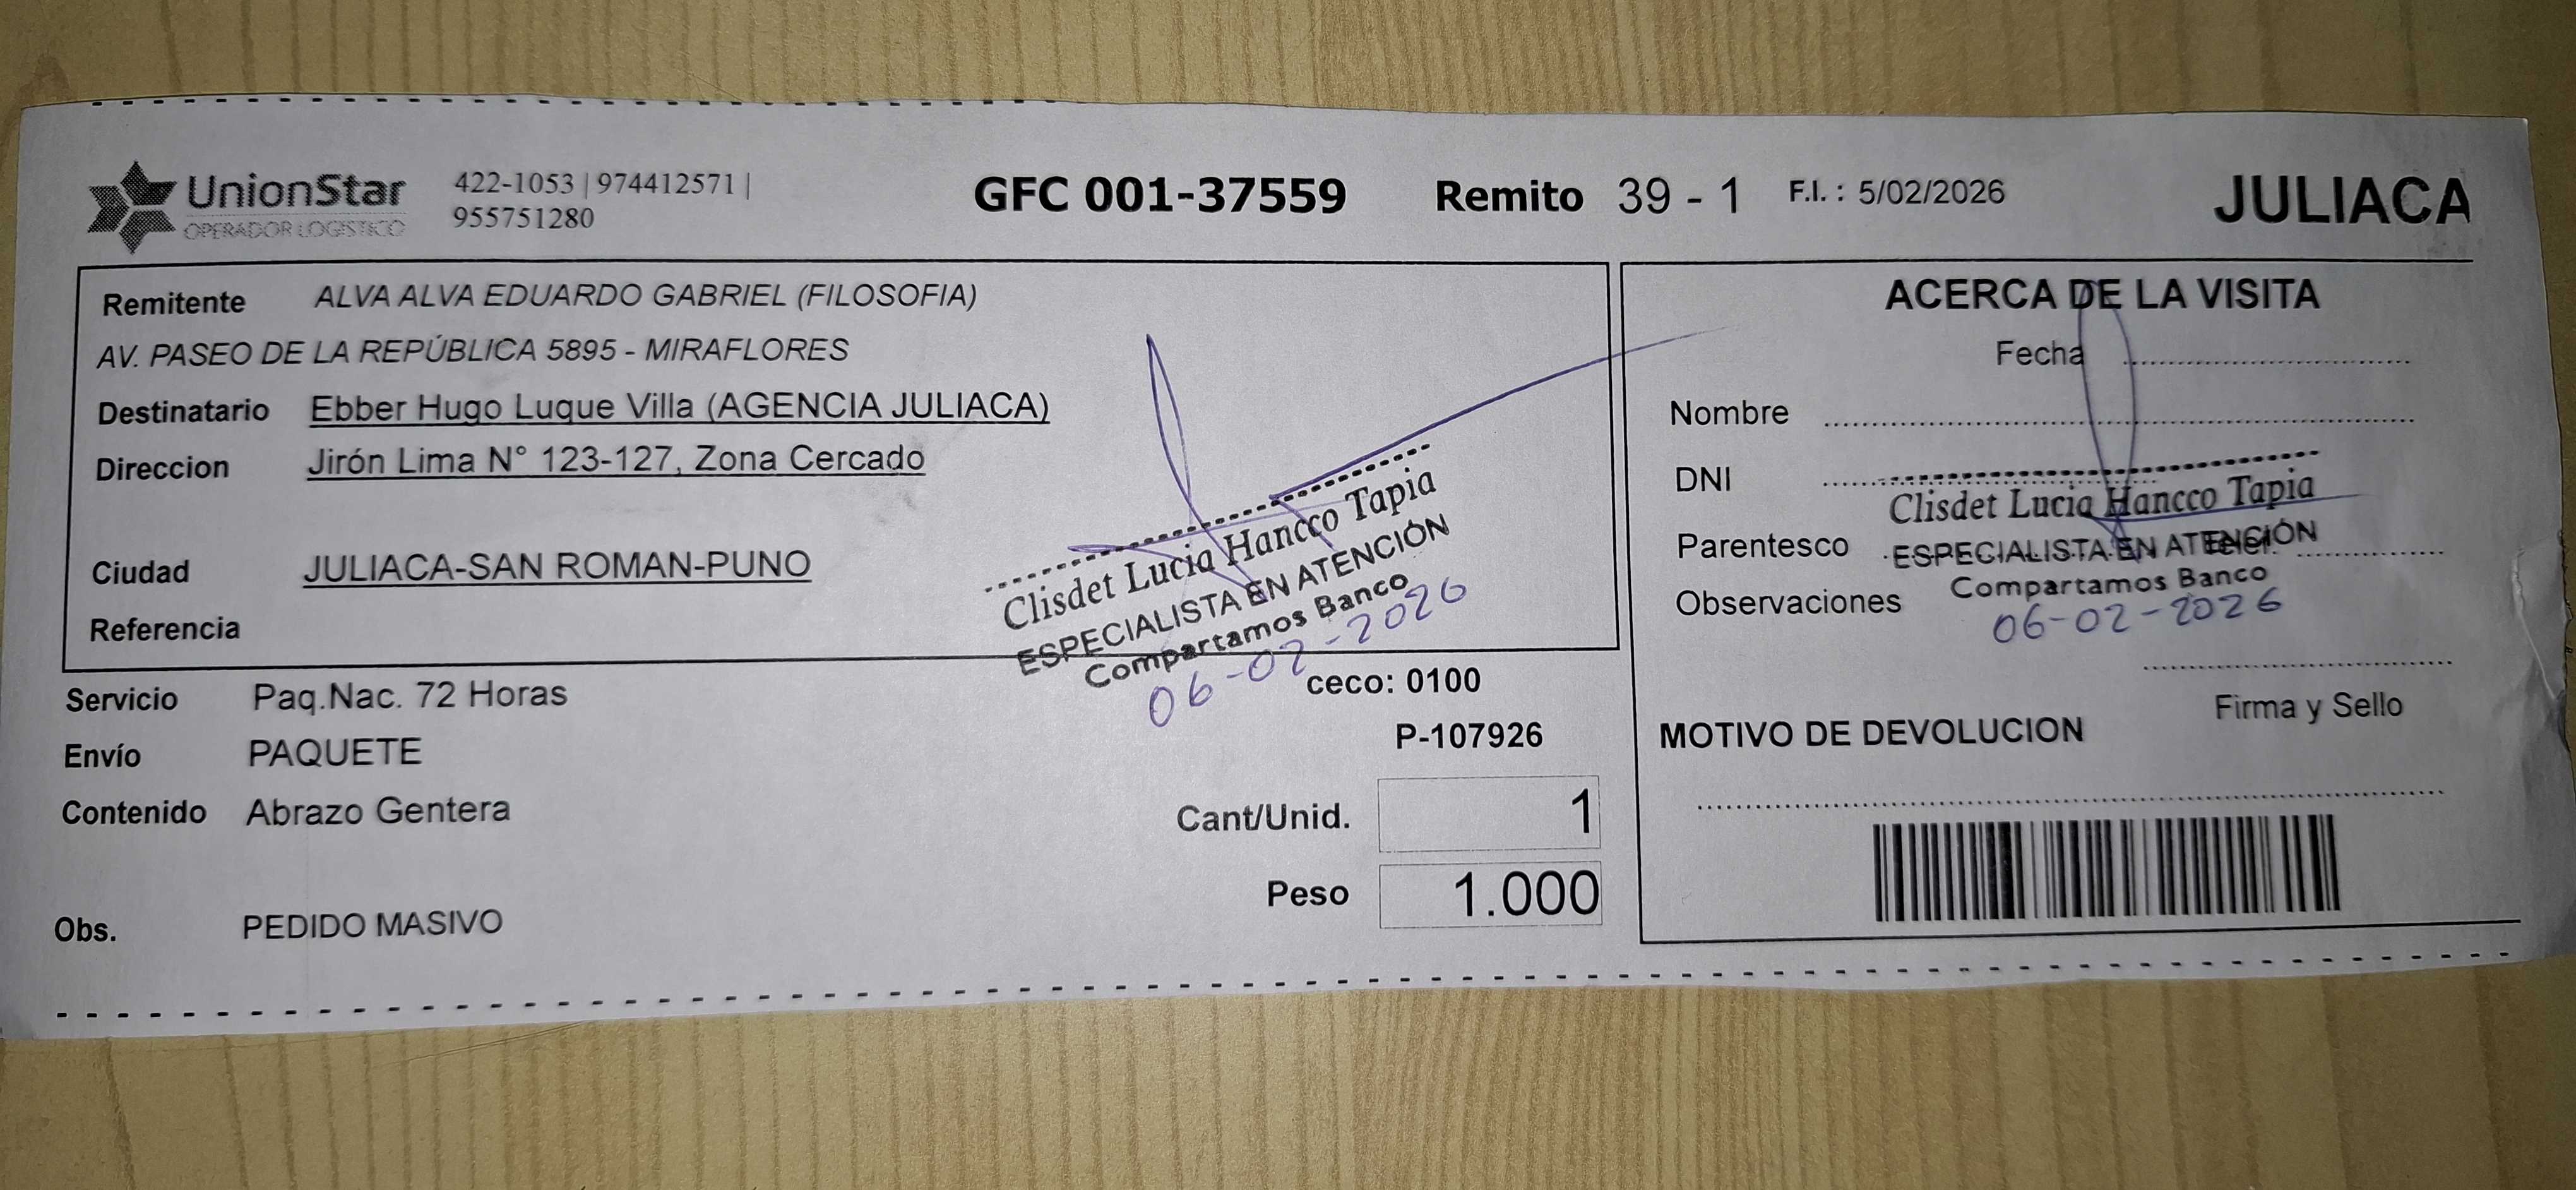 UnionStar
OPERADOR LOGISTICO
422-1053 | 974412571 |
955751280
GFC 001-37559
Remito 39 - 1
F.I. : 5/02/2026
JULIACA
Remitente ALVA ALVA EDUARDO GABRIEL (FILOSOFIA)
AV. PASEO DE LA REPÚBLICA 5895 - MIRAFLORES
Destinatario Ebber Hugo Luque Villa (AGENCIA JULIACA)
Direccion Jirón Lima N° 123-127, Zona Cercado
Ciudad JULIACA-SAN ROMAN-PUNO
Referencia
Clisdet Lucia Hancco Tapia
ESPECIALISTA EN ATENCIÓN
Compartamos Banco
06-02-2026
Servicio Paq.Nac. 72 Horas
ceco: 0100
Envío PAQUETE
P-107926
Contenido Abrazo Gentera
Cant/Unid. 1
Peso 1.000
Obs. PEDIDO MASIVO
ACERCA DE LA VISITA
Fecha
Nombre
DNI
Clisdet Lucia Hancco Tapia
Parentesco Telef.
ESPECIALISTA EN ATENCIÓN
Compartamos Banco
Observaciones
06-02-2026
Firma y Sello
MOTIVO DE DEVOLUCION